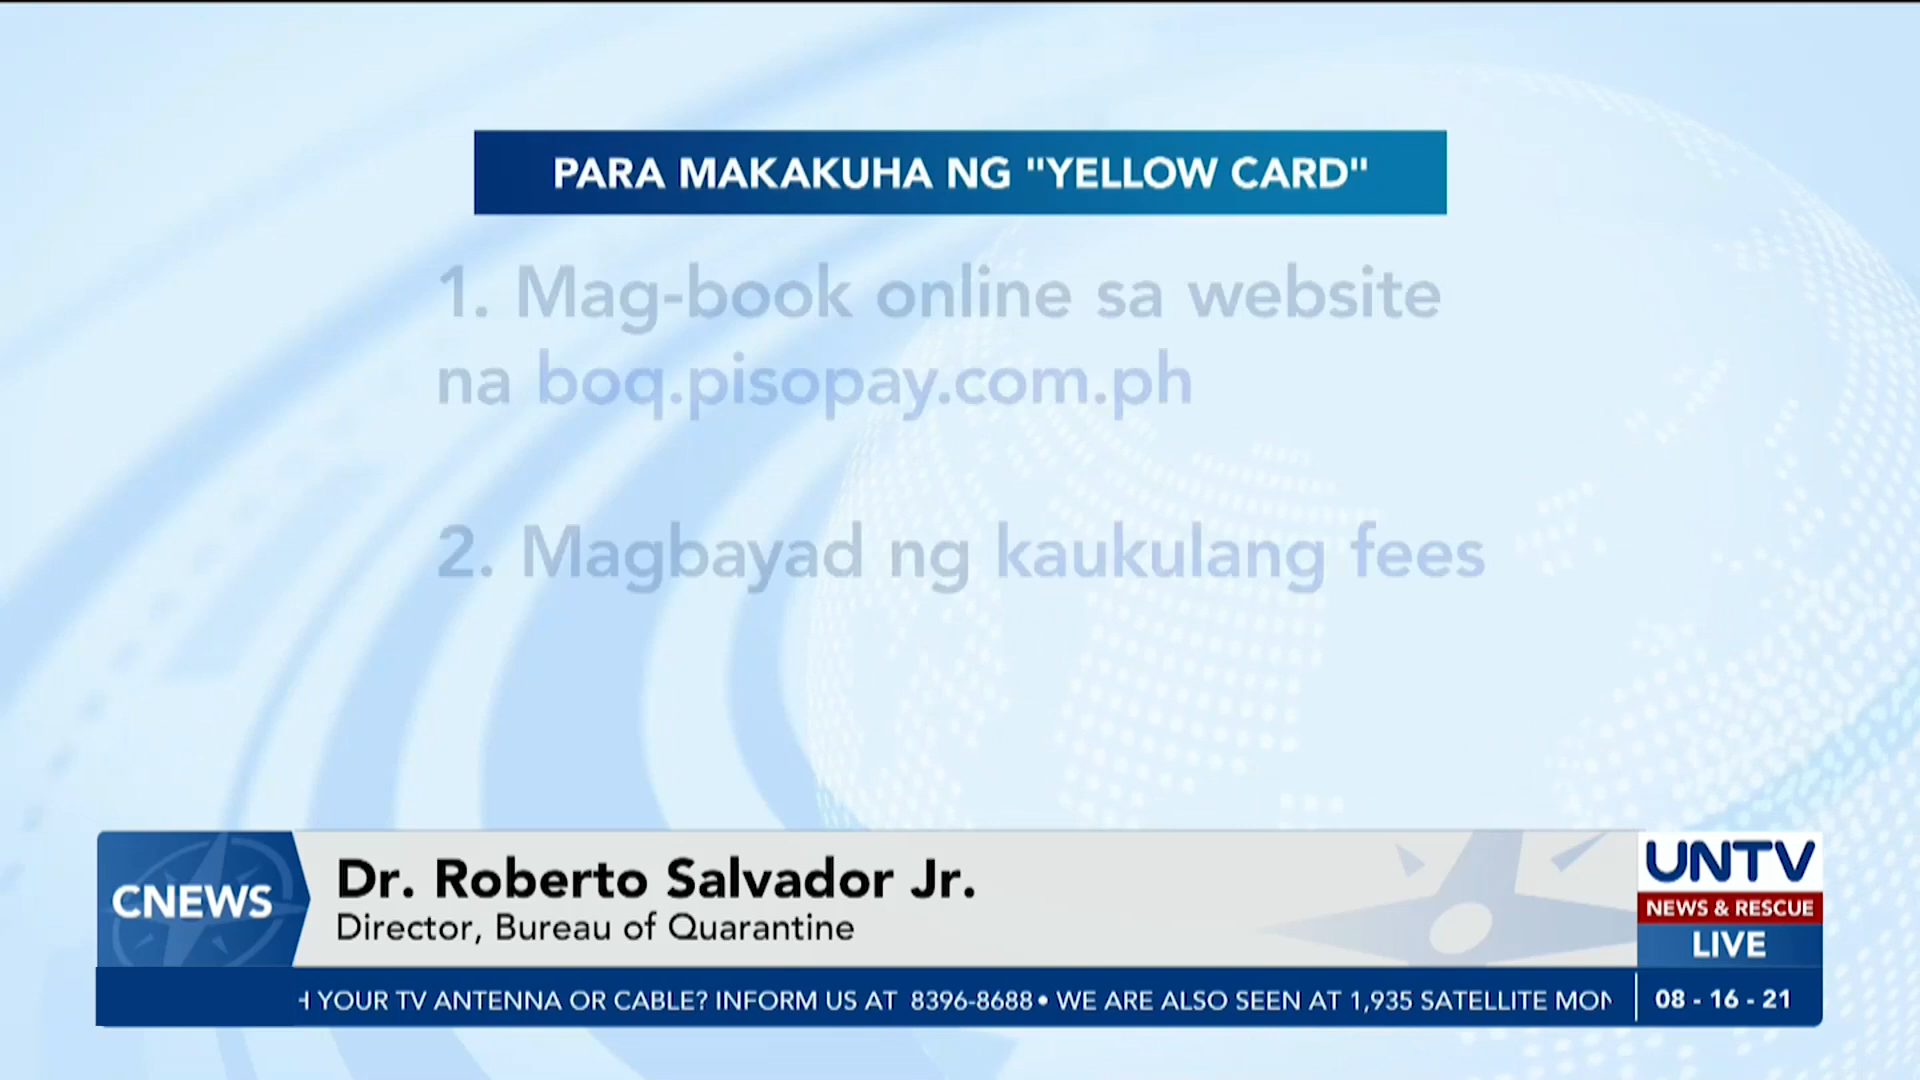 PARA MAKAKUHA NG "YELLOW CARD"
1. Mag-book online sa website
na boq.pisopay.com.ph
2. Magbayad ng kaukulang fees
CNEWS
Dr. Roberto Salvador Jr.
Director, Bureau of Quarantine
UNTV
NEWS & RESCUE
LIVE
YOUR TV ANTENNA OR CABLE? INFORM US AT 8396-8688 • WE ARE ALSO SEEN AT 1,935 SATELLITE
08 - 16 - 21